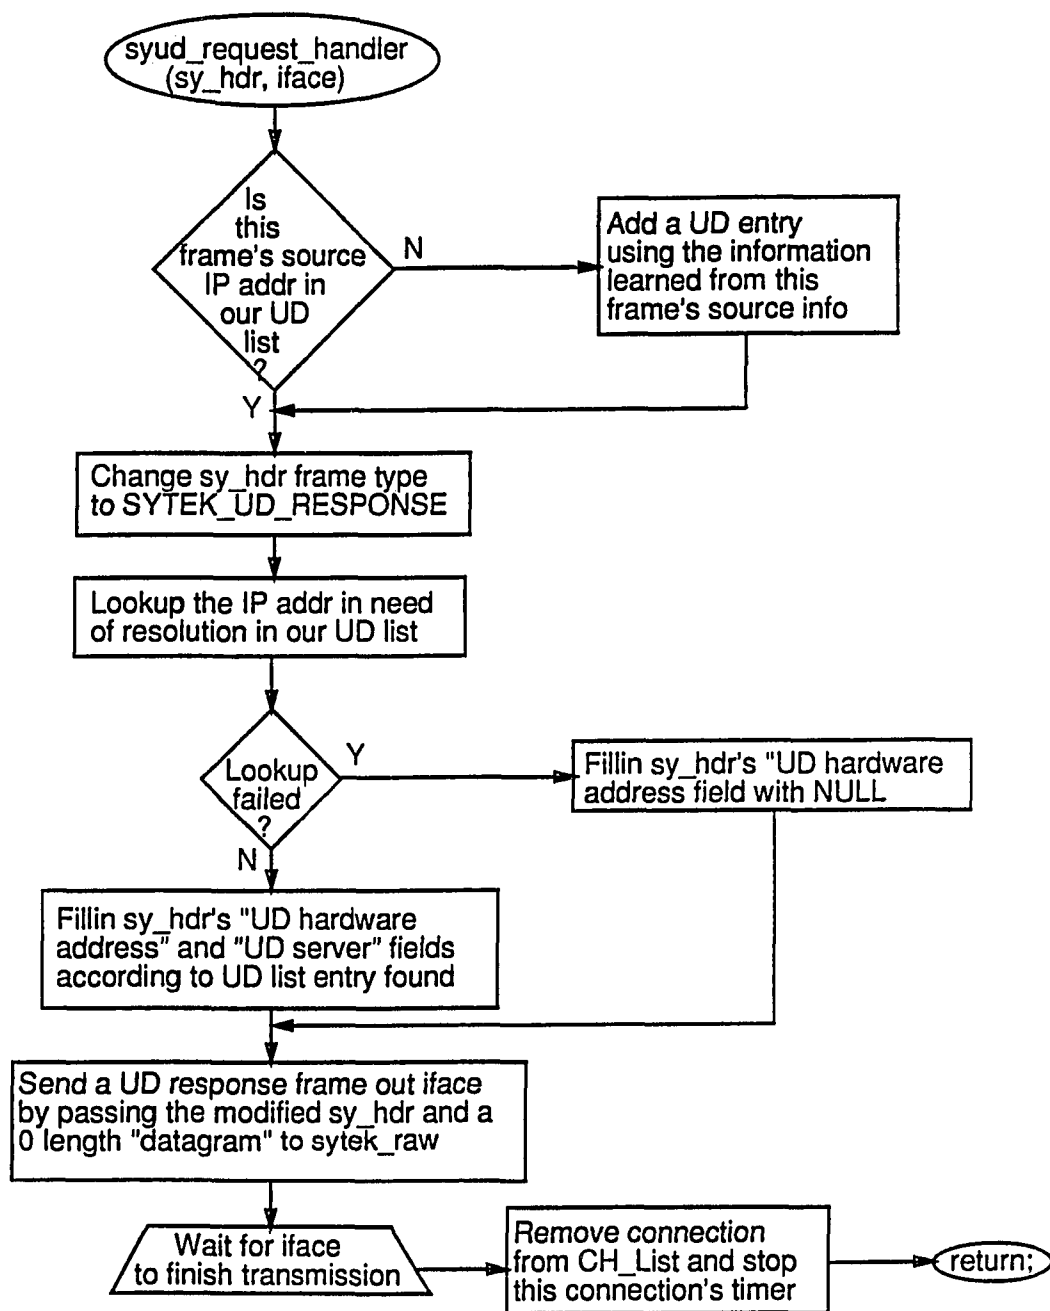 syud_request_handler
(sy_hdr, iface)
Is
this
frame's source
IP addr in
our UD
list
?
N
Add a UD entry
using the information
learned from this
frame's source info
Y
Change sy_hdr frame type
to SYTEK_UD_RESPONSE
Lookup the IP addr in need
of resolution in our UD list
Lookup
failed
?
Y
Fillin sy_hdr's "UD hardware
address field with NULL
N
Fillin sy_hdr's "UD hardware
address" and "UD server" fields
according to UD list entry found
Send a UD response frame out iface
by passing the modified sy_hdr and a
0 length "datagram" to sytek_raw
Wait for iface
to finish transmission
Remove connection
from CH_List and stop
this connection's timer
return;